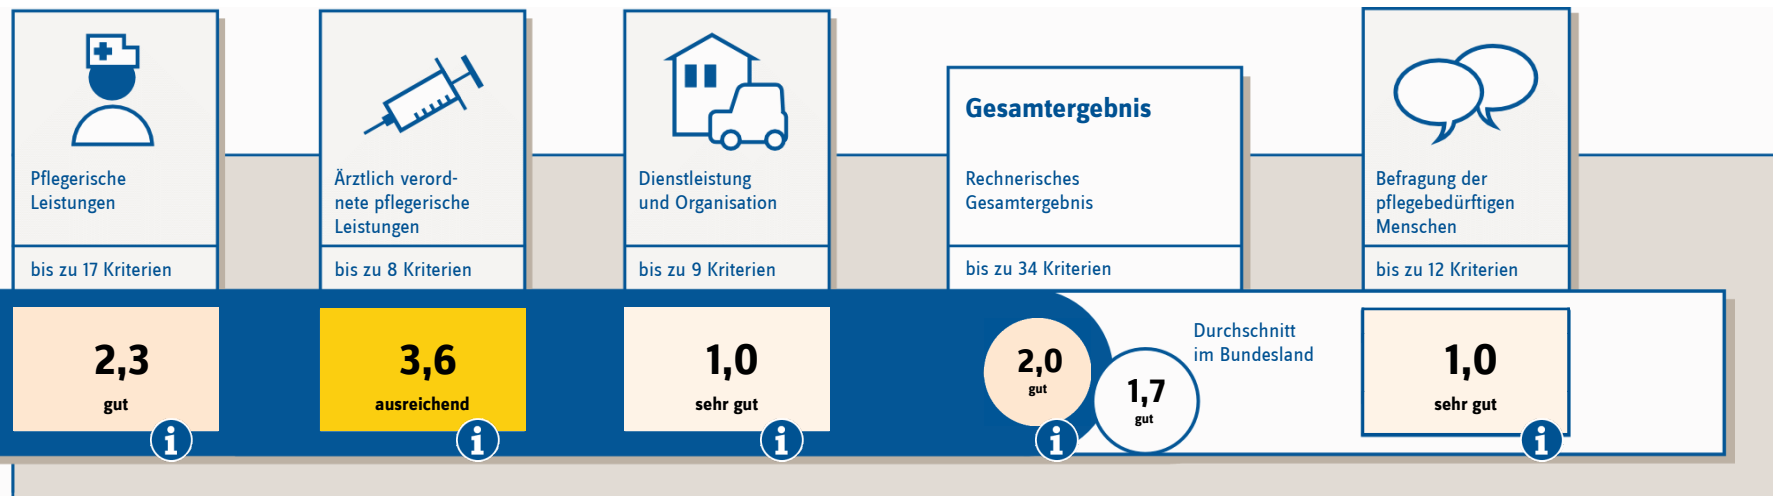 Pflegerische
Leistungen
bis zu 17 Kriterien
2,3
gut
i
Ärztlich verord-
nete pflegerische
Leistungen
bis zu 8 Kriterien
3,6
ausreichend
i
Dienstleistung
und Organisation
bis zu 9 Kriterien
1,0
sehr gut
i
Gesamtergebnis
Rechnerisches
Gesamtergebnis
bis zu 34 Kriterien
2,0
gut
i
1,7
gut
Durchschnitt
im Bundesland
Befragung der
pflegebedürftigen
Menschen
bis zu 12 Kriterien
1,0
sehr gut
i